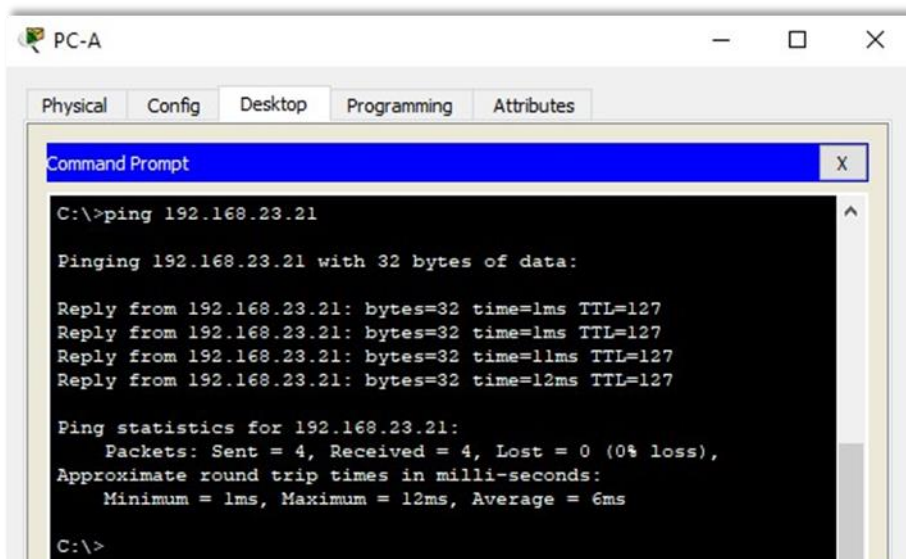 PC-A
Physical Config Desktop Programming Attributes
Command Prompt X
C:\>ping 192.168.23.21
Pinging 192.168.23.21 with 32 bytes of data:
Reply from 192.168.23.21: bytes=32 time=1ms TTL=127
Reply from 192.168.23.21: bytes=32 time=1ms TTL=127
Reply from 192.168.23.21: bytes=32 time=11ms TTL=127
Reply from 192.168.23.21: bytes=32 time=12ms TTL=127
Ping statistics for 192.168.23.21:
Packets: Sent = 4, Received = 4, Lost = 0 (0% loss),
Approximate round trip times in milli-seconds:
Minimum = 1ms, Maximum = 12ms, Average = 6ms
C:\>